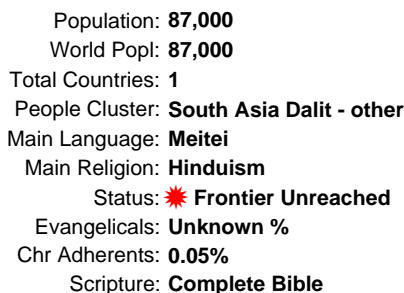 Population: 87,000
World Popl: 87,000
Total Countries: 1
People Cluster: South Asia Dalit - other
Main Language: Meitei
Main Religion: Hinduism
Status: Frontier Unreached
Evangelicals: Unknown %
Chr Adherents: 0.05%
Scripture: Complete Bible